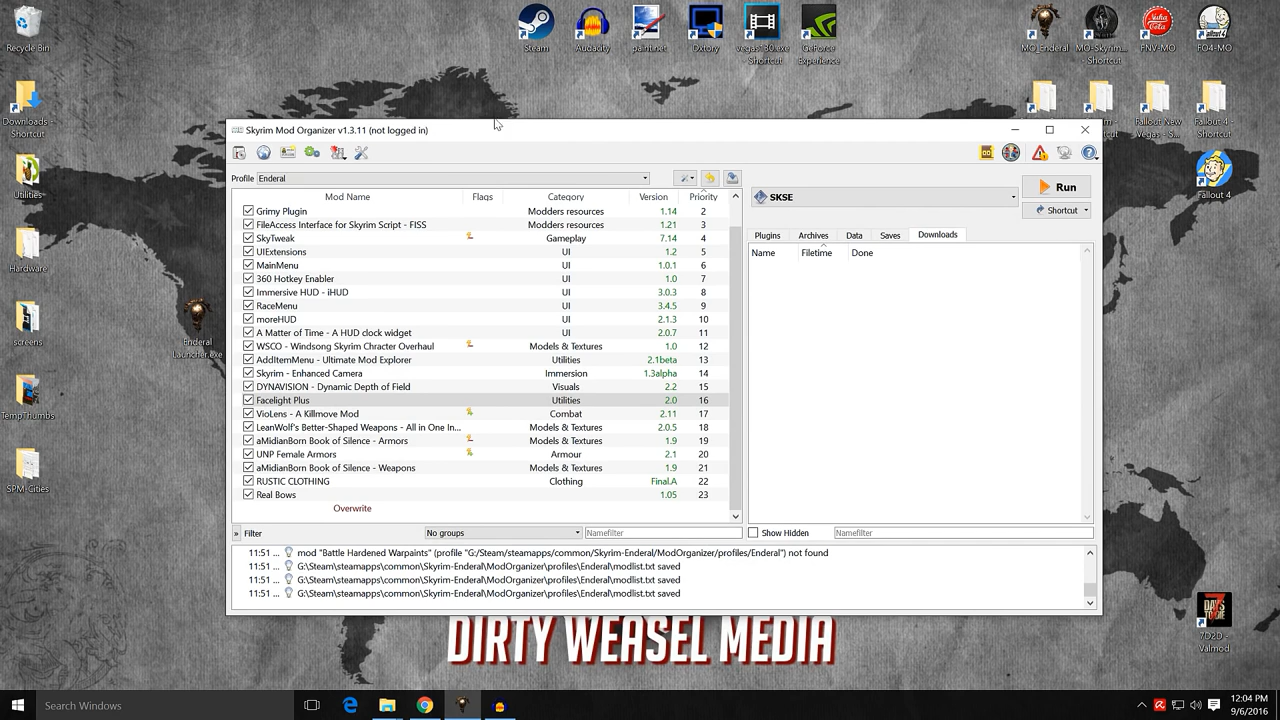 Recycle Bin
Steam
Audacity
paint.net
Dxtory
vegas130.exe
- Shortcut
GeForce
Experience
MO_Enderal
MO-Skyrim...
- Shortcut
FNV-MO
FO4-MO
Downloads -
Shortcut
Utilities
Hardware
screens
TempThumbs
SPM-Cities
Enderal
Launcher.exe
Fallout New
Vegas - S...
Fallout 4 -
Shortcut
Fallout 4
7D2D -
Valmod
Skyrim Mod Organizer v1.3.11 (not logged in)
Profile Enderal
Mod Name Flags Category Version Priority
Grimy Plugin Modders resources 1.14 2
FileAccess Interface for Skyrim Script - FISS Modders resources 1.21 3
SkyTweak Gameplay 7.14 4
UIExtensions UI 1.2 5
MainMenu UI 1.0.1 6
360 Hotkey Enabler UI 1.0 7
Immersive HUD - iHUD UI 3.0.3 8
RaceMenu UI 3.4.5 9
moreHUD UI 2.1.3 10
A Matter of Time - A HUD clock widget UI 2.0.7 11
WSCO - Windsong Skyrim Chracter Overhaul Models & Textures 1.0 12
AddItemMenu - Ultimate Mod Explorer Utilities 2.1beta 13
Skyrim - Enhanced Camera Immersion 1.3alpha 14
DYNAVISION - Dynamic Depth of Field Visuals 2.2 15
Facelight Plus Utilities 2.0 16
VioLens - A Killmove Mod Combat 2.11 17
LeanWolf's Better-Shaped Weapons - All in One In... Models & Textures 2.0.5 18
aMidianBorn Book of Silence - Armors Models & Textures 1.9 19
UNP Female Armors Armour 2.1 20
aMidianBorn Book of Silence - Weapons Models & Textures 1.9 21
RUSTIC CLOTHING Clothing Final.A 22
Real Bows 1.05 23
Overwrite
» Filter No groups Namefilter
SKSE
Run
Shortcut
Plugins Archives Data Saves Downloads
Name Filetime Done
Show Hidden Namefilter
11:51 ... mod "Battle Hardened Warpaints" (profile "G:/Steam/steamapps/common/Skyrim-Enderal/ModOrganizer/profiles/Enderal") not found
11:51 ... G:\Steam\steamapps\common\Skyrim-Enderal\ModOrganizer\profiles\Enderal\modlist.txt saved
11:51 ... G:\Steam\steamapps\common\Skyrim-Enderal\ModOrganizer\profiles\Enderal\modlist.txt saved
11:51 ... G:\Steam\steamapps\common\Skyrim-Enderal\ModOrganizer\profiles\Enderal\modlist.txt saved
DIRTY WEASEL MEDIA
Search Windows
12:04 PM
9/6/2016